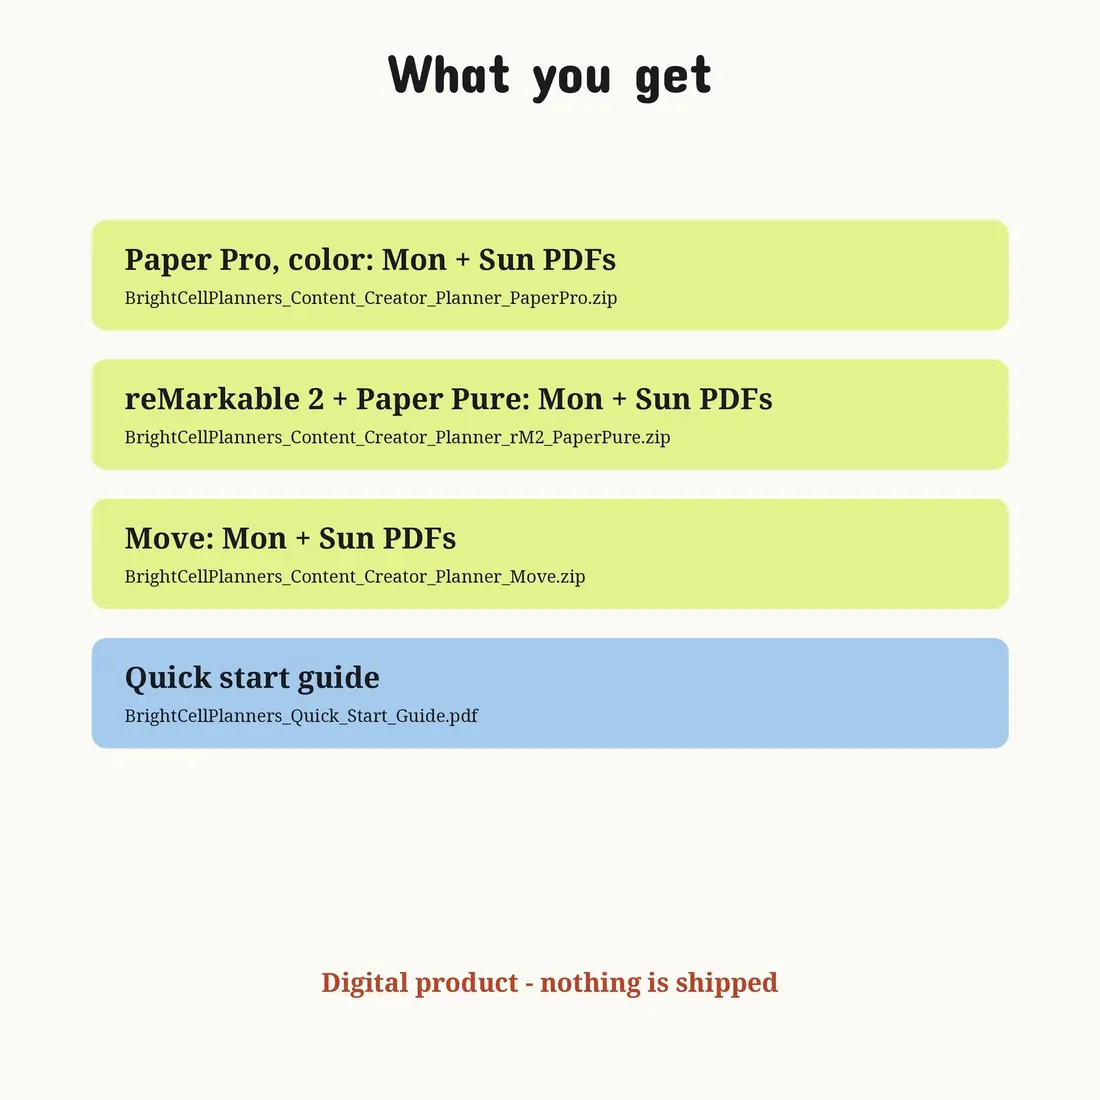 What you get
Paper Pro, color: Mon + Sun PDFs
BrightCellPlanners_Content_Creator_Planner_PaperPro.zip
reMarkable 2 + Paper Pure: Mon + Sun PDFs
BrightCellPlanners_Content_Creator_Planner_rM2_PaperPure.zip
Move: Mon + Sun PDFs
BrightCellPlanners_Content_Creator_Planner_Move.zip
Quick start guide
BrightCellPlanners_Quick_Start_Guide.pdf
Digital product - nothing is shipped